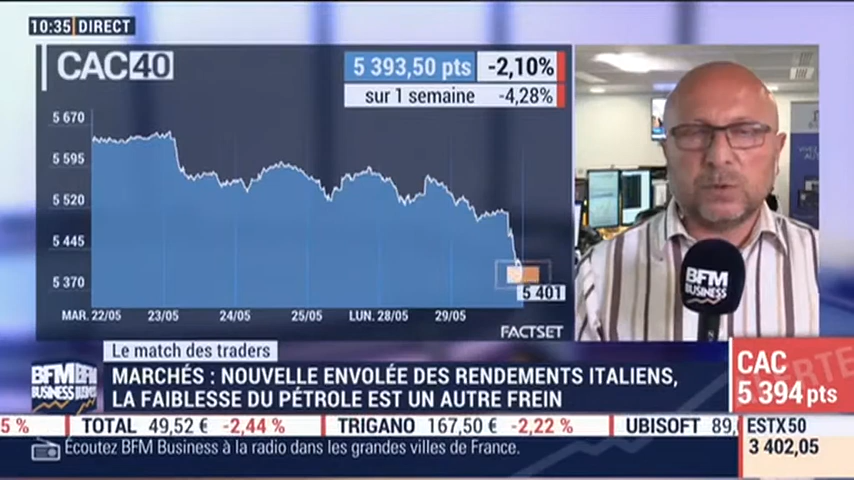 10:35 DIRECT
CAC40
5 393,50 pts -2,10%
sur 1 semaine -4,28%
5 670
5 595
5 520
5 445
5 370
5 401
MAR. 22/05 23/05 24/05 25/05 LUN. 28/05 29/05
FACTSET
BFM
BUSINESS
Le match des traders
MARCHÉS : NOUVELLE ENVOLÉE DES RENDEMENTS ITALIENS,
LA FAIBLESSE DU PÉTROLE EST UN AUTRE FREIN
BFM
BUSINESS
CAC
5 394 pts
5 % TOTAL 49,52 € -2,44 % TRIGANO 167,50 € -2,22 % UBISOFT 89,
ESTX50
3 402,05
Écoutez BFM Business à la radio dans les grandes villes de France.